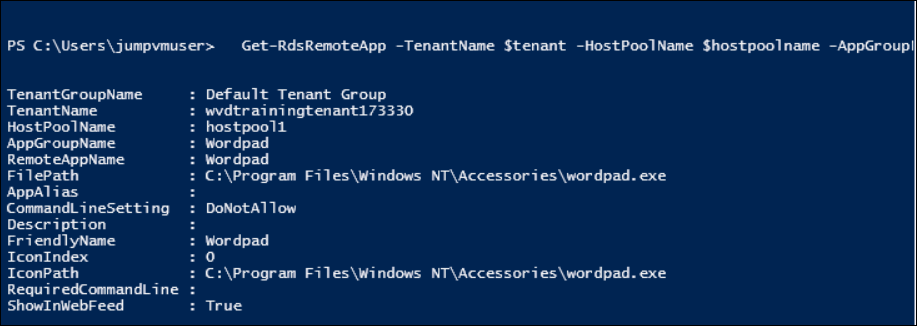 PS C:\Users\jumpvmuser>   Get-RdsRemoteApp -TenantName $tenant -HostPoolName $hostpoolname -AppGroup
TenantGroupName     : Default Tenant Group
TenantName          : wvdtrainingtenant173330
HostPoolName        : hostpool1
AppGroupName        : Wordpad
RemoteAppName       : Wordpad
FilePath            : C:\Program Files\Windows NT\Accessories\wordpad.exe
AppAlias            :
CommandLineSetting  : DoNotAllow
Description         :
FriendlyName        : Wordpad
IconIndex           : 0
IconPath            : C:\Program Files\Windows NT\Accessories\wordpad.exe
RequiredCommandLine :
ShowInWebFeed       : True